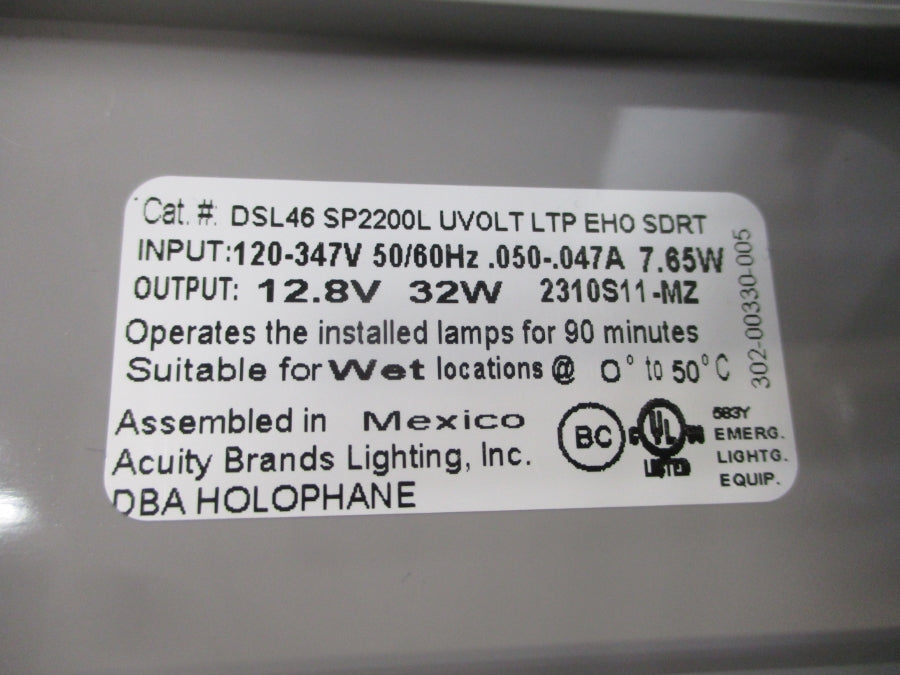 Cat. #: DSL46 SP2200L UVOLT LTP EHO SDRT
INPUT:120-347V 50/60Hz .050-.047A 7.65W
OUTPUT: 12.8V 32W 2310S11-MZ
Operates the installed lamps for 90 minutes
Suitable for Wet locations @ 0° to 50°C
302-00330-005
Assembled in Mexico
Acuity Brands Lighting, Inc.
DBA HOLOPHANE
BC
UL
LISTED
583Y
EMERG.
LIGHTG.
EQUIP.